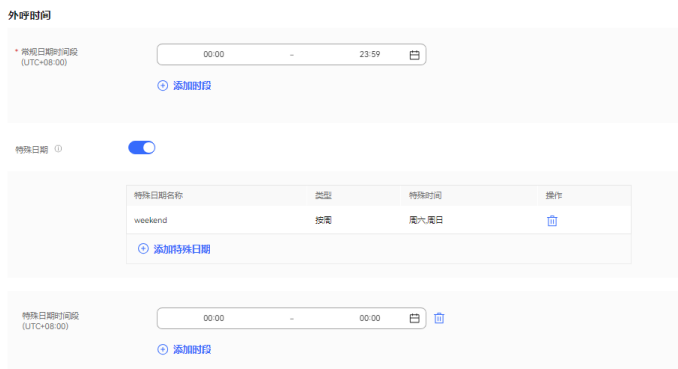 外呼时间
* 常规日期时间段
(UTC+08:00)
00:00 - 23:59
添加时段
特殊日期
特殊日期名称 类型 特殊时间 操作
weekend 按周 周六,周日
添加特殊日期
特殊日期时间段
(UTC+08:00)
00:00 - 00:00
添加时段